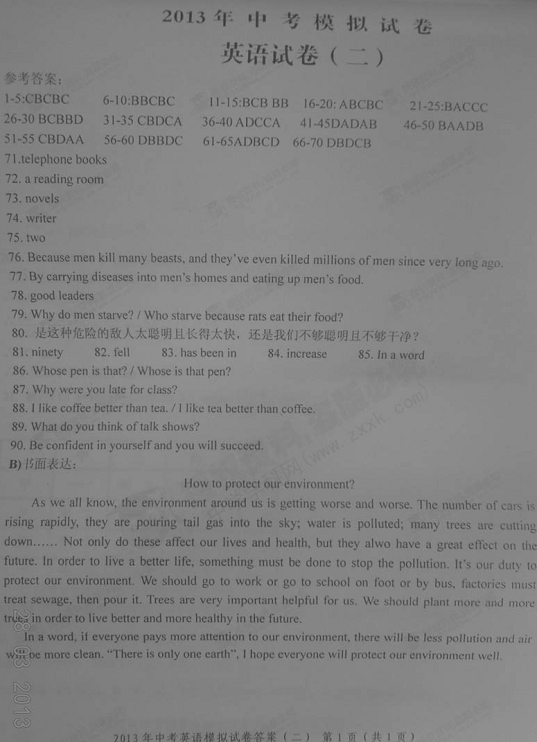 2013 年 中 考 模 拟 试 卷
英语试卷（二）
参考答案：
1-5:CBCBC 6-10:BBCBC 11-15:BCB BB 16-20: ABCBC 21-25:BACCC
26-30 BCBBD 31-35 CBDCA 36-40 ADCCA 41-45DADAB 46-50 BAADB
51-55 CBDAA 56-60 DBBDC 61-65ADBCD 66-70 DBDCB
71.telephone books
72. a reading room
73. novels
74. writer
75. two
76. Because men kill many beasts, and they've even killed millions of men since very long ago.
77. By carrying diseases into men's homes and eating up men's food.
78. good leaders
79. Why do men starve? / Who starve because rats eat their food?
80. 是这种危险的敌人太聪明且长得太快，还是我们不够聪明且不够干净？
81. ninety 82. fell 83. has been in 84. increase 85. In a word
86. Whose pen is that? / Whose is that pen?
87. Why were you late for class?
88. I like coffee better than tea. / I like tea better than coffee.
89. What do you think of talk shows?
90. Be confident in yourself and you will succeed.
B)书面表达：
How to protect our environment?
As we all know, the environment around us is getting worse and worse. The number of cars is
rising rapidly, they are pouring tail gas into the sky; water is polluted; many trees are cutting
down…… Not only do these affect our lives and health, but they alwo have a great effect on the
future. In order to live a better life, something must be done to stop the pollution. It's our duty to
protect our environment. We should go to work or go to school on foot or by bus, factories must
treat sewage, then pour it. Trees are very important helpful for us. We should plant more and more
trees in order to live better and more healthy in the future.
In a word, if everyone pays more attention to our environment, there will be less pollution and air
will be more clean. "There is only one earth", I hope everyone will protect our environment well.
2013 年中考英语模拟试卷答案（二） 第 1 页（共 1 页）